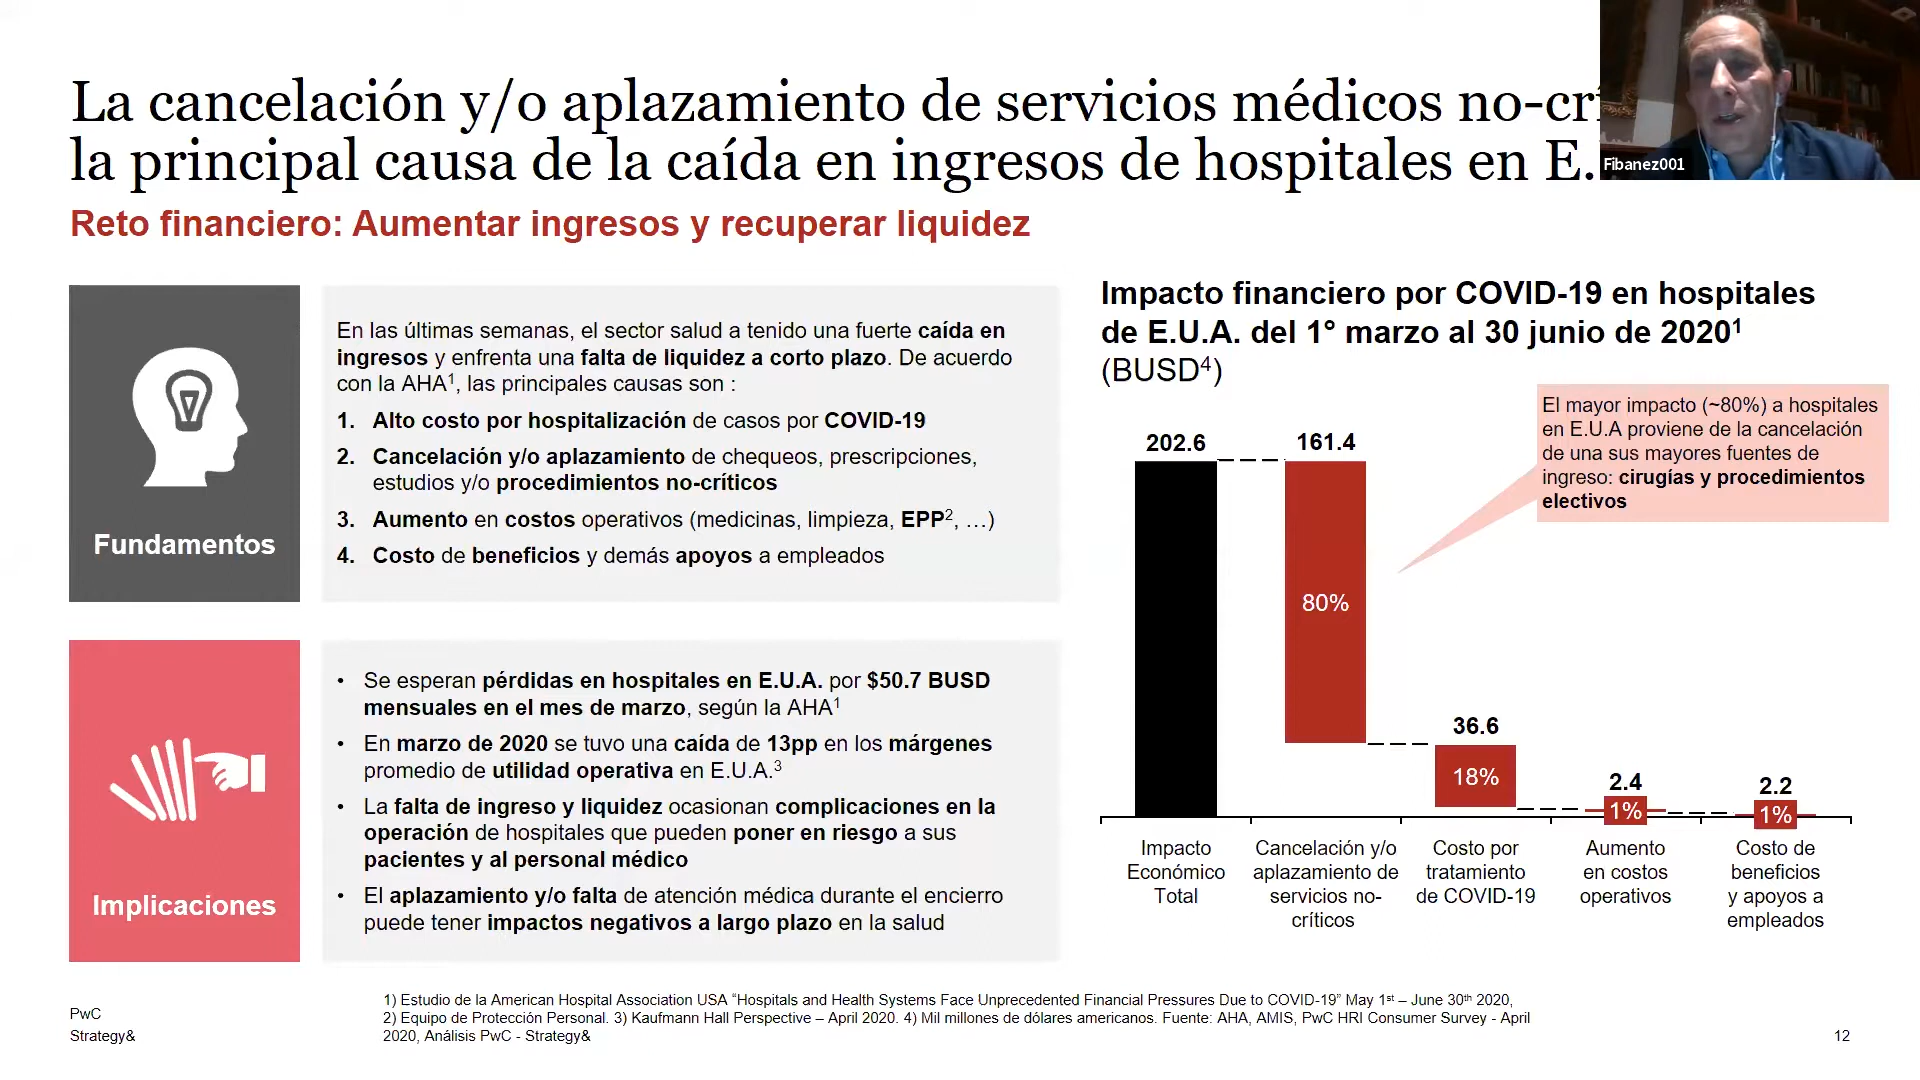 La cancelación y/o aplazamiento de servicios médicos no-crí
la principal causa de la caída en ingresos de hospitales en E.
Fibanez001
Reto financiero: Aumentar ingresos y recuperar liquidez
Fundamentos
En las últimas semanas, el sector salud a tenido una fuerte caída en
ingresos y enfrenta una falta de liquidez a corto plazo. De acuerdo
con la AHA¹, las principales causas son :
1. Alto costo por hospitalización de casos por COVID-19
2. Cancelación y/o aplazamiento de chequeos, prescripciones,
estudios y/o procedimientos no-críticos
3. Aumento en costos operativos (medicinas, limpieza, EPP², …)
4. Costo de beneficios y demás apoyos a empleados
Implicaciones
• Se esperan pérdidas en hospitales en E.U.A. por $50.7 BUSD
mensuales en el mes de marzo, según la AHA¹
• En marzo de 2020 se tuvo una caída de 13pp en los márgenes
promedio de utilidad operativa en E.U.A.³
• La falta de ingreso y liquidez ocasionan complicaciones en la
operación de hospitales que pueden poner en riesgo a sus
pacientes y al personal médico
• El aplazamiento y/o falta de atención médica durante el encierro
puede tener impactos negativos a largo plazo en la salud
Impacto financiero por COVID-19 en hospitales
de E.U.A. del 1° marzo al 30 junio de 2020¹
(BUSD⁴)
El mayor impacto (~80%) a hospitales
en E.U.A proviene de la cancelación
de una sus mayores fuentes de
ingreso: cirugías y procedimientos
electivos
202.6
161.4
80%
36.6
18%
2.4
1%
2.2
1%
Impacto
Económico
Total
Cancelación y/o
aplazamiento de
servicios no-
críticos
Costo por
tratamiento
de COVID-19
Aumento
en costos
operativos
Costo de
beneficios
y apoyos a
empleados
PwC
Strategy&
1) Estudio de la American Hospital Association USA “Hospitals and Health Systems Face Unprecedented Financial Pressures Due to COVID-19” May 1st – June 30th 2020,
2) Equipo de Protección Personal. 3) Kaufmann Hall Perspective – April 2020. 4) Mil millones de dólares americanos. Fuente: AHA, AMIS, PwC HRI Consumer Survey - April
2020, Análisis PwC - Strategy&
12